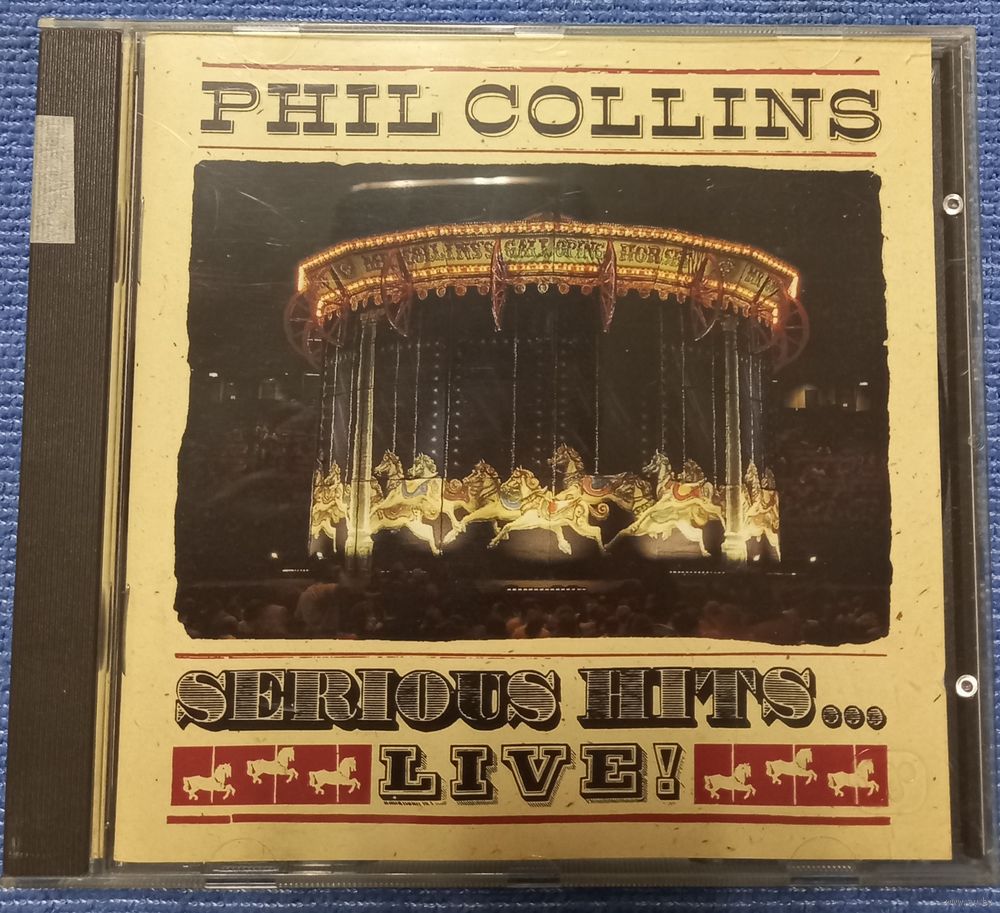 PHIL COLLINS
COLLINS'S GALLOPING HORSES
SERIOUS HITS...
LIVE!